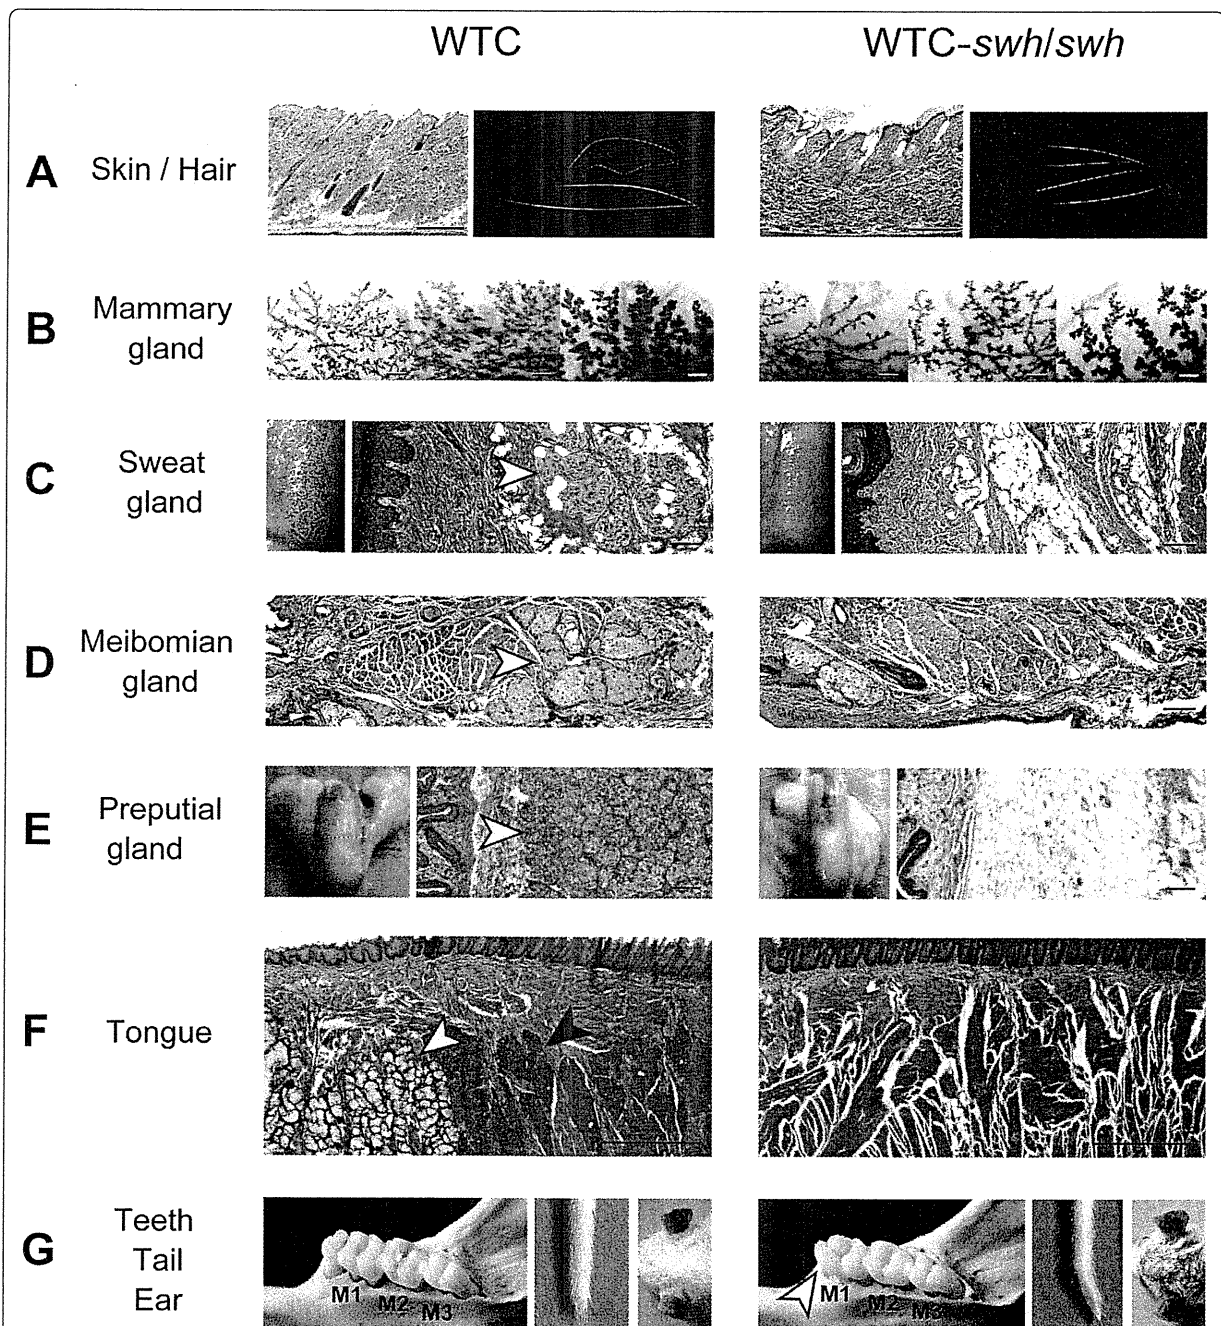 WTC
WTC-swh/swh
A Skin / Hair
B Mammary
gland
C Sweat
gland
D Meibomian
gland
E Preputial
gland
F Tongue
G Teeth
Tail
Ear
M1 M2 M3
M1 M2 M3